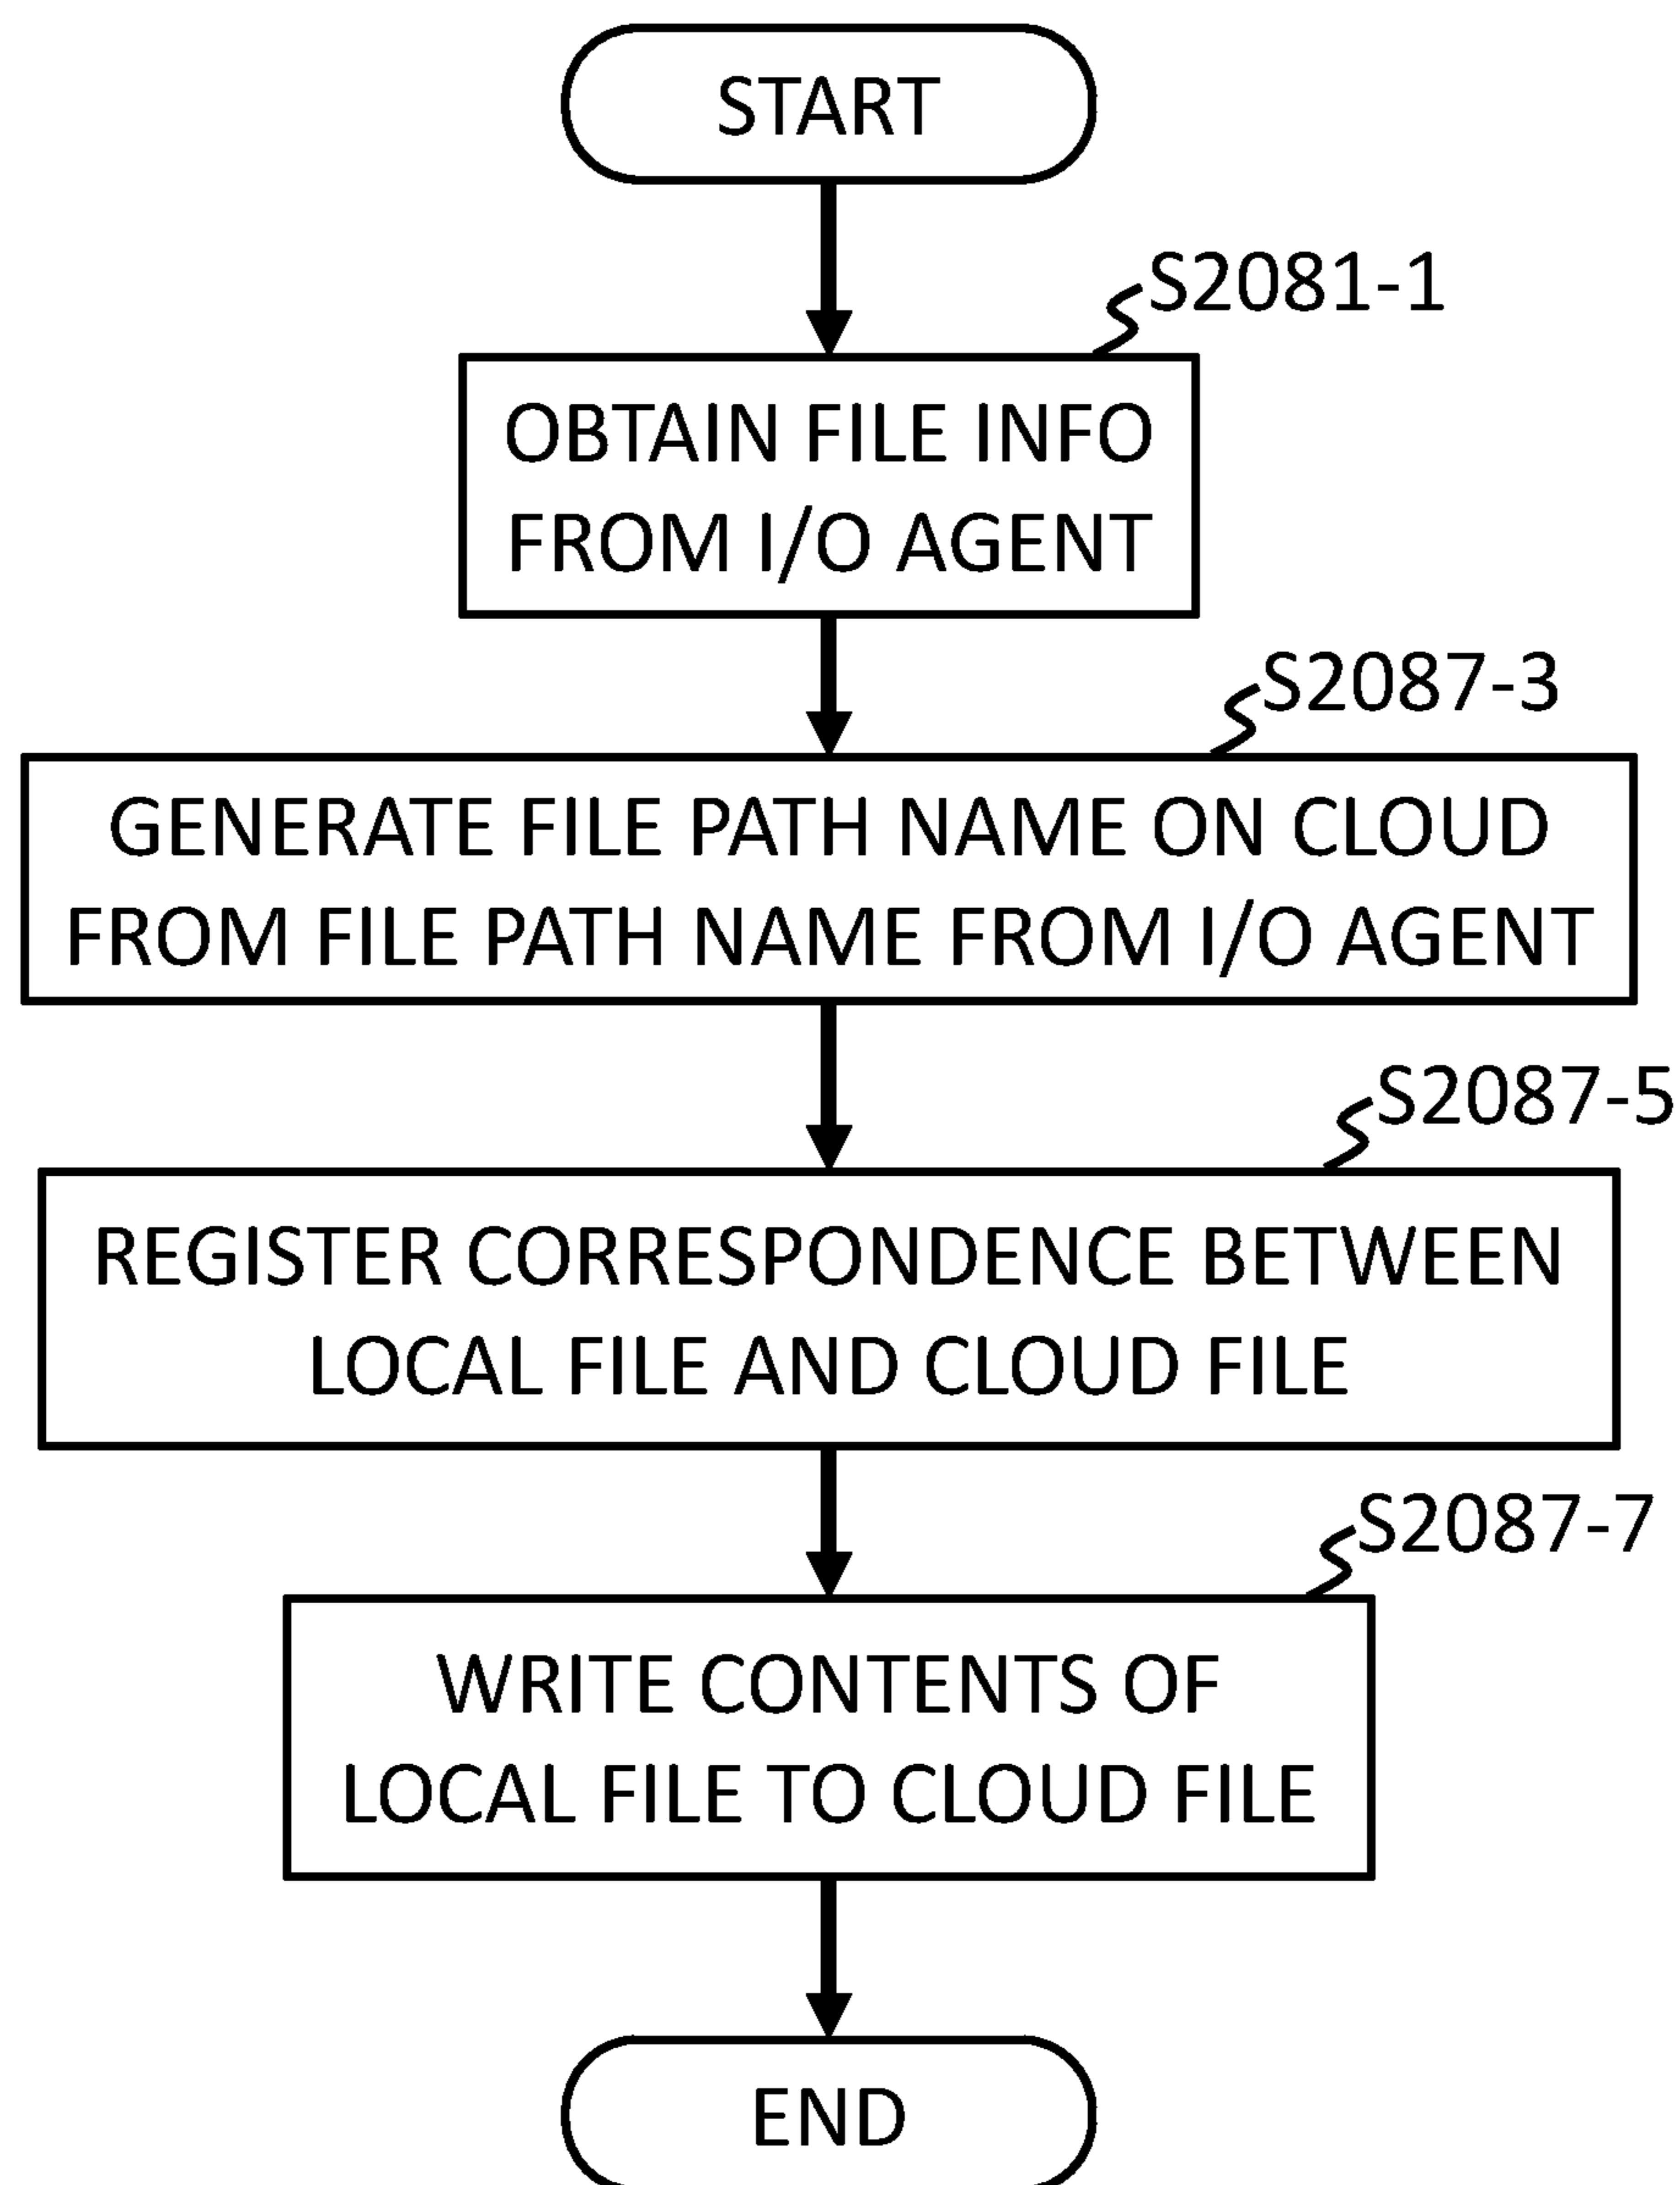 START
S2081-1
OBTAIN FILE INFO
FROM I/O AGENT
S2087-3
GENERATE FILE PATH NAME ON CLOUD
FROM FILE PATH NAME FROM I/O AGENT
S2087-5
REGISTER CORRESPONDENCE BETWEEN
LOCAL FILE AND CLOUD FILE
S2087-7
WRITE CONTENTS OF
LOCAL FILE TO CLOUD FILE
END